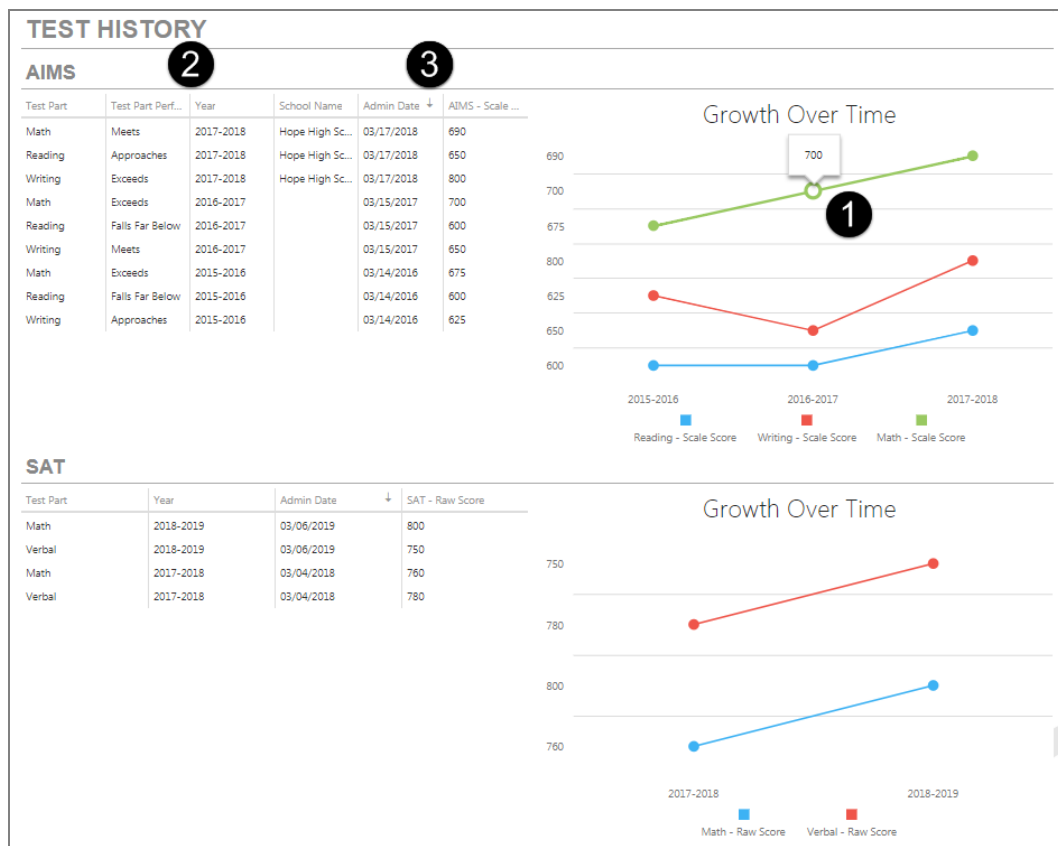 TEST HISTORY
AIMS
2
3
Test Part Test Part Perf... Year School Name Admin Date ↓ AIMS - Scale ...
Math Meets 2017-2018 Hope High Sc... 03/17/2018 690
Reading Approaches 2017-2018 Hope High Sc... 03/17/2018 650
Writing Exceeds 2017-2018 Hope High Sc... 03/17/2018 800
Math Exceeds 2016-2017 03/15/2017 700
Reading Falls Far Below 2016-2017 03/15/2017 600
Writing Meets 2016-2017 03/15/2017 650
Math Exceeds 2015-2016 03/14/2016 675
Reading Falls Far Below 2015-2016 03/14/2016 600
Writing Approaches 2015-2016 03/14/2016 625
Growth Over Time
690
700
1
700
675
800
625
650
600
2015-2016 2016-2017 2017-2018
Reading - Scale Score Writing - Scale Score Math - Scale Score
SAT
Test Part Year Admin Date ↓ SAT - Raw Score
Math 2018-2019 03/06/2019 800
Verbal 2018-2019 03/06/2019 750
Math 2017-2018 03/04/2018 760
Verbal 2017-2018 03/04/2018 780
Growth Over Time
750
780
800
760
2017-2018 2018-2019
Math - Raw Score Verbal - Raw Score